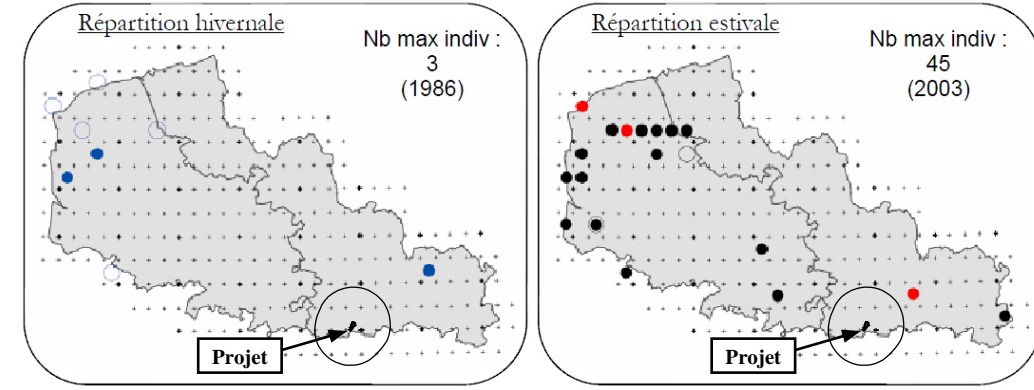 Répartition hivernale
Nb max indiv :
3
(1986)
Projet
Répartition estivale
Nb max indiv :
45
(2003)
Projet